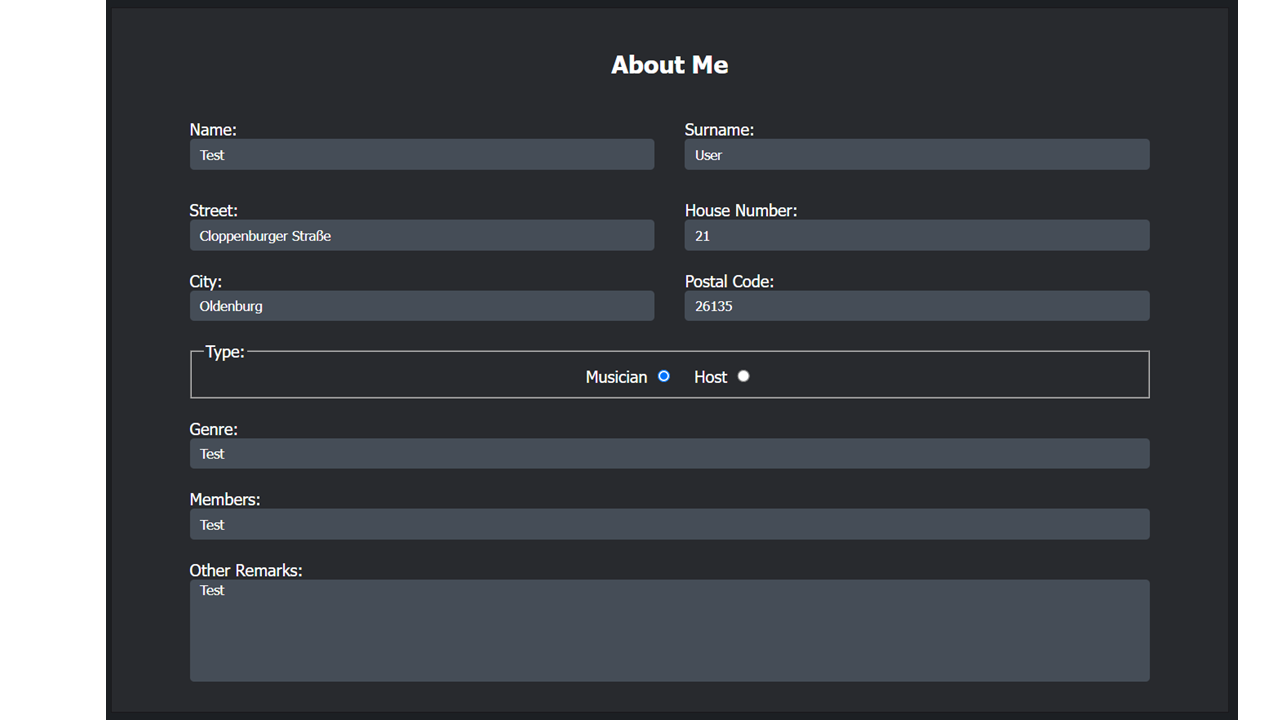 About Me
Name: Surname:
Test User
Street: House Number:
Cloppenburger Straße 21
City: Postal Code:
Oldenburg 26135
Type:
Musician Host
Genre:
Test
Members:
Test
Other Remarks:
Test